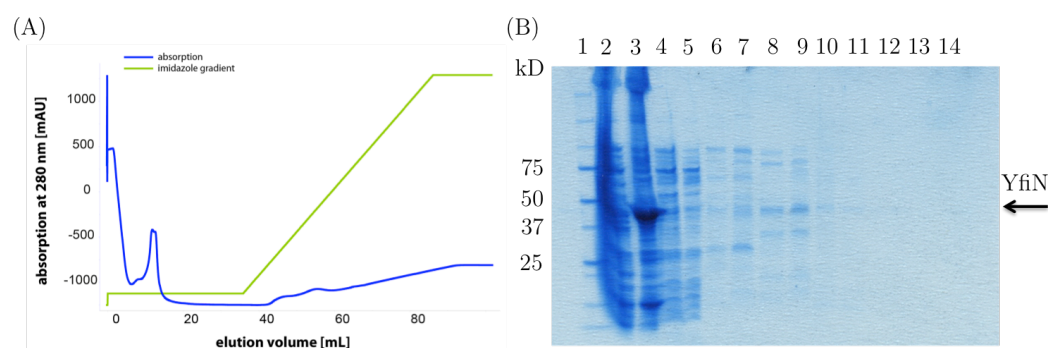 (A)
absorption
imidazole gradient
absorption at 280 nm [mAU]
1000
500
0
-500
-1000
0 20 40 60 80
elution volume [mL]
(B)
1 2 3 4 5 6 7 8 9 10 11 12 13 14
kD
75
50
37
25
YfiN